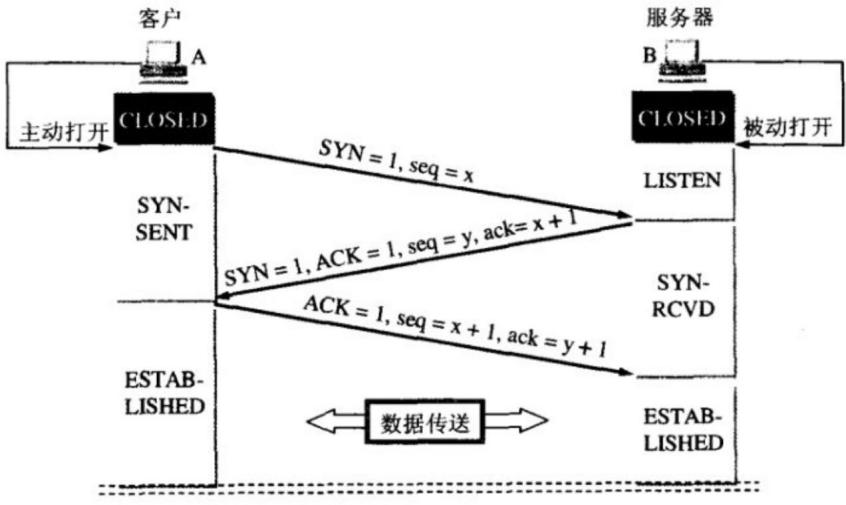 客户
服务器
A
B
主动打开
CLOSED
CLOSED
被动打开
SYN = 1, seq = x
LISTEN
SYN-
SENT
SYN = 1, ACK = 1, seq = y, ack= x + 1
SYN-
RCVD
ACK = 1, seq = x + 1, ack = y + 1
ESTAB-
LISHED
数据传送
ESTAB-
LISHED